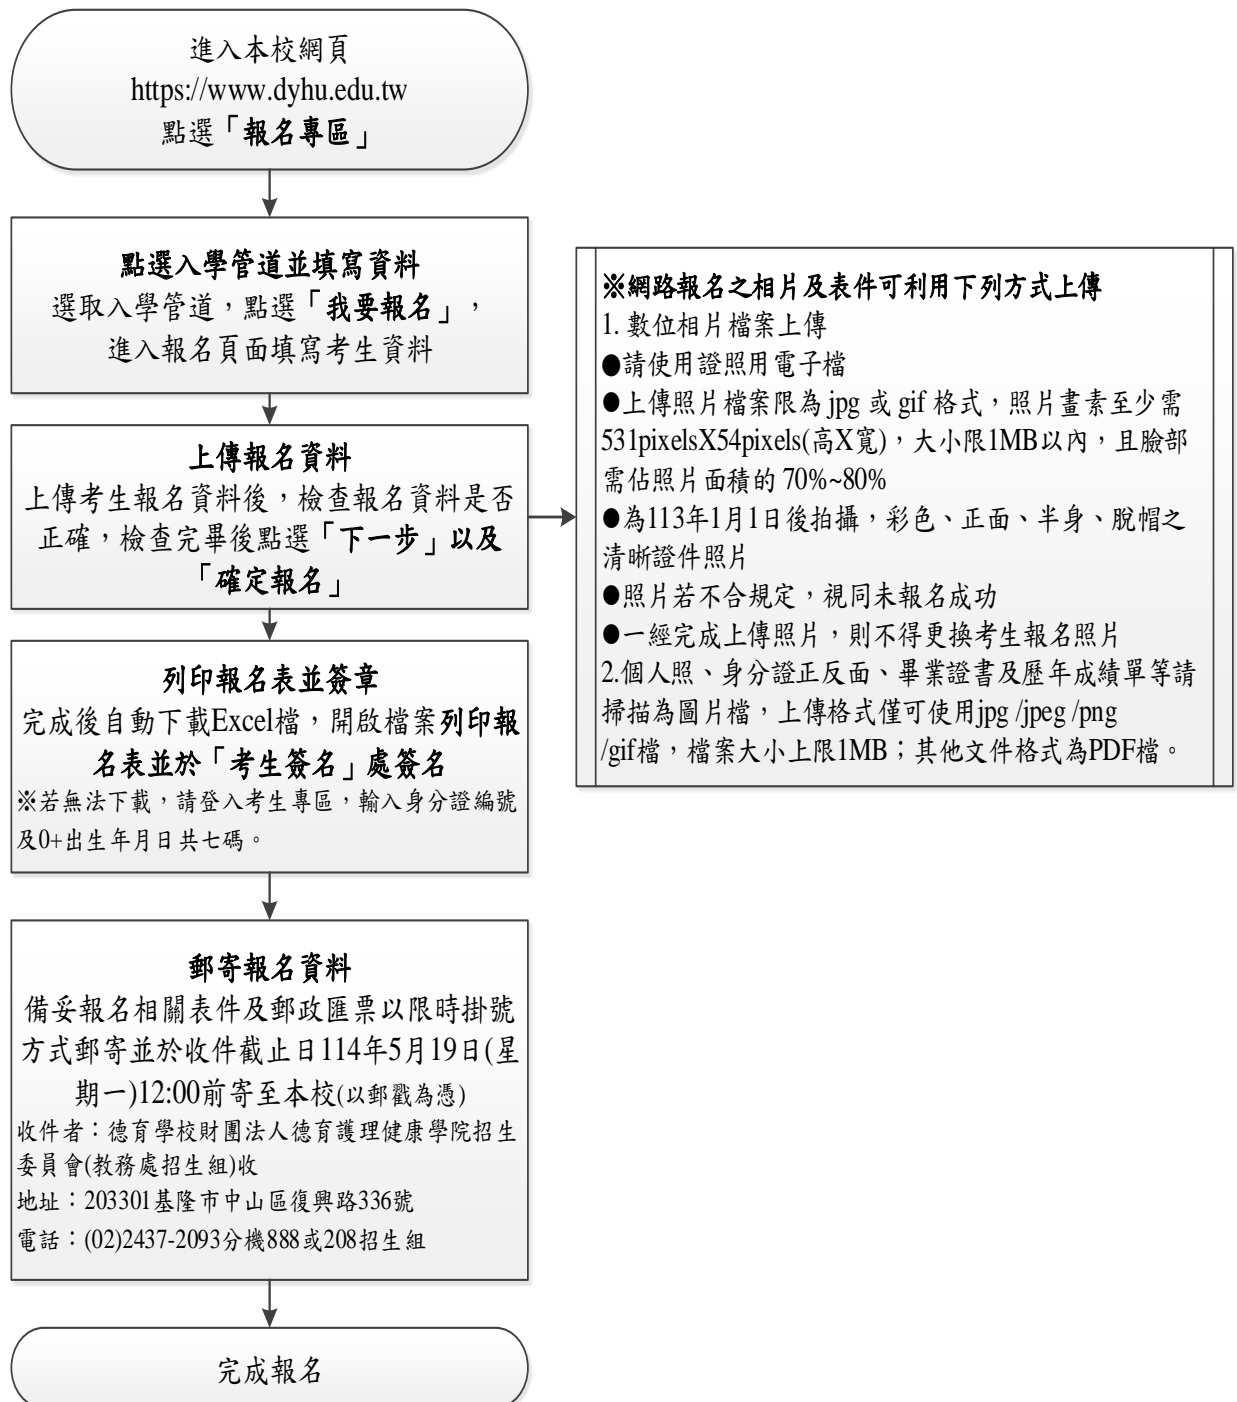 進入本校網頁
https://www.dyhu.edu.tw
點選「報名專區」
點選入學管道並填寫資料
選取入學管道，點選「我要報名」，
進入報名頁面填寫考生資料
上傳報名資料
上傳考生報名資料後，檢查報名資料是否
正確，檢查完畢後點選「下一步」以及
「確定報名」
※網路報名之相片及表件可利用下列方式上傳
1. 數位相片檔案上傳
●請使用證照用電子檔
●上傳照片檔案限為 jpg 或 gif 格式，照片畫素至少需
531pixelsX54pixels(高X寬)，大小限1MB以內，且臉部
需佔照片面積的 70%~80%
●為113年1月1日後拍攝，彩色、正面、半身、脫帽之
清晰證件照片
●照片若不合規定，視同未報名成功
●一經完成上傳照片，則不得更換考生報名照片
2.個人照、身分證正反面、畢業證書及歷年成績單等請
掃描為圖片檔，上傳格式僅可使用jpg /jpeg /png
/gif檔，檔案大小上限1MB；其他文件格式為PDF檔。
列印報名表並簽章
完成後自動下載Excel檔，開啟檔案列印報
名表並於「考生簽名」處簽名
※若無法下載，請登入考生專區，輸入身分證編號
及0+出生年月日共七碼。
郵寄報名資料
備妥報名相關表件及郵政匯票以限時掛號
方式郵寄並於收件截止日114年5月19日(星
期一)12:00前寄至本校(以郵戳為憑)
收件者：德育學校財團法人德育護理健康學院招生
委員會(教務處招生組)收
地址：203301基隆市中山區復興路336號
電話：(02)2437-2093分機888或208招生組
完成報名